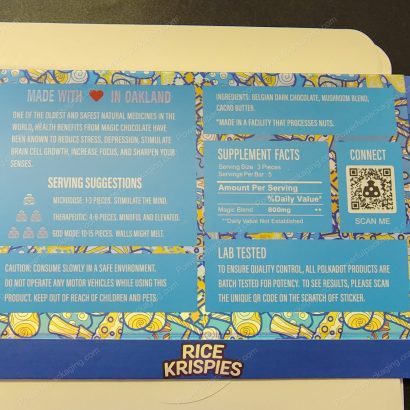 MADE WITH ❤ IN OAKLAND
ONE OF THE OLDEST AND SAFEST NATURAL MEDICINES IN THE
WORLD, HEALTH BENEFITS FROM MAGIC CHOCOLATE HAVE
BEEN KNOWN TO REDUCE STRESS, DEPRESSION, STIMULATE
BRAIN CELL GROWTH, INCREASE FOCUS, AND SHARPEN YOUR
SENSES.
SERVING SUGGESTIONS
MICRODOSE: 1-3 PIECES. STIMULATE THE MIND.
THERAPEUTIC: 4-9 PIECES. MINDFUL AND ELEVATED.
GOD MODE: 10-15 PIECES. WALLS MIGHT MELT.
CAUTION: CONSUME SLOWLY IN A SAFE ENVIRONMENT.
DO NOT OPERATE ANY MOTOR VEHICLES WHILE USING THIS
PRODUCT. KEEP OUT OF REACH OF CHILDREN AND PETS.
INGREDIENTS: BELGIAN DARK CHOCOLATE, MUSHROOM BLEND,
CACAO BUTTER.
*MADE IN A FACILITY THAT PROCESSES NUTS.
SUPPLEMENT FACTS
Serving Size : 3 Pieces
Servings Per Bar : 5
Amount Per Serving
%Daily Value*
Magic Blend 800mg **
**Daily Value Not Established
CONNECT
SCAN ME
LAB TESTED
TO ENSURE QUALITY CONTROL, ALL POLKADOT PRODUCTS ARE
BATCH TESTED FOR POTENCY. TO SEE RESULTS, PLEASE SCAN
THE UNIQUE QR CODE ON THE SCRATCH OFF STICKER.
RICE
KRISPIES